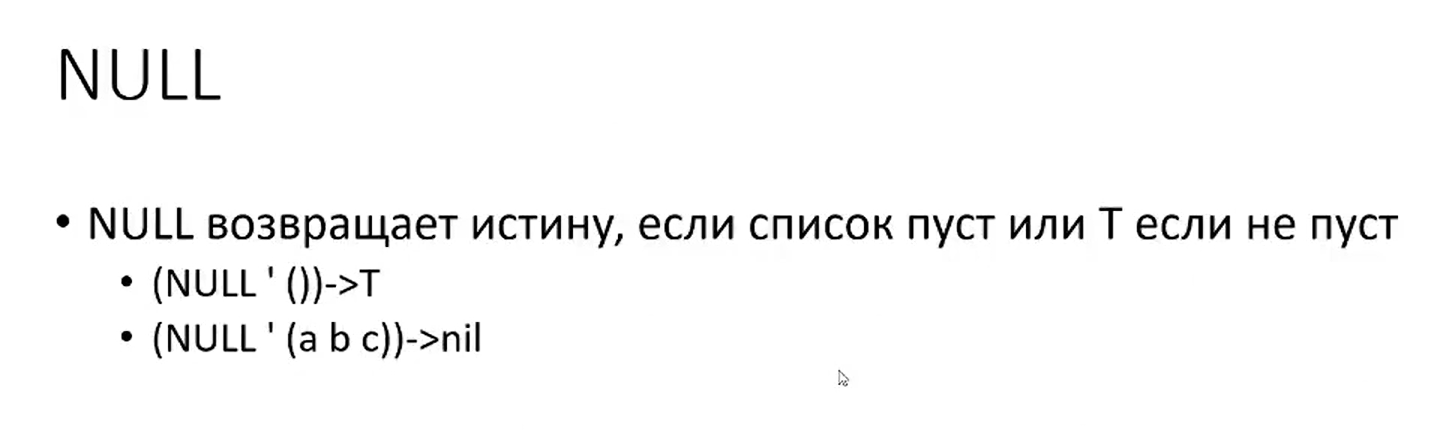 NULL
• NULL возвращает истину, если список пуст или T если не пуст
• (NULL ' ())->T
• (NULL ' (a b c))->nil